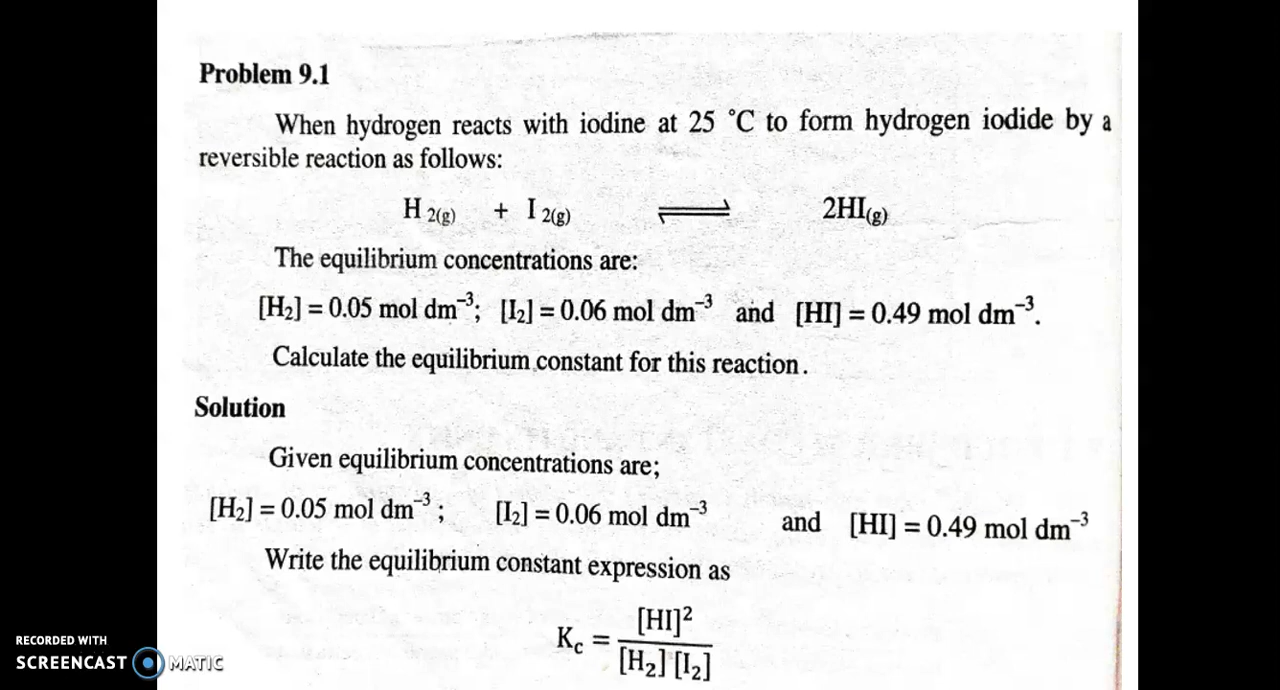 Problem 9.1
When hydrogen reacts with iodine at 25 °C to form hydrogen iodide by a
reversible reaction as follows:
H 2(g) + I 2(g) ⇌ 2HI(g)
The equilibrium concentrations are:
[H₂] = 0.05 mol dm⁻³; [I₂] = 0.06 mol dm⁻³ and [HI] = 0.49 mol dm⁻³.
Calculate the equilibrium constant for this reaction.
Solution
Given equilibrium concentrations are;
[H₂] = 0.05 mol dm⁻³; [I₂] = 0.06 mol dm⁻³ and [HI] = 0.49 mol dm⁻³
Write the equilibrium constant expression as
K_c = [HI]² / [H₂] [I₂]
RECORDED WITH
SCREENCAST MATIC